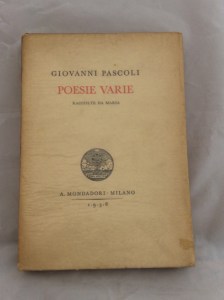 GIOVANNI PASCOLI
POESIE VARIE
RACCOLTE DA MARIA
A. MONDADORI - MILANO